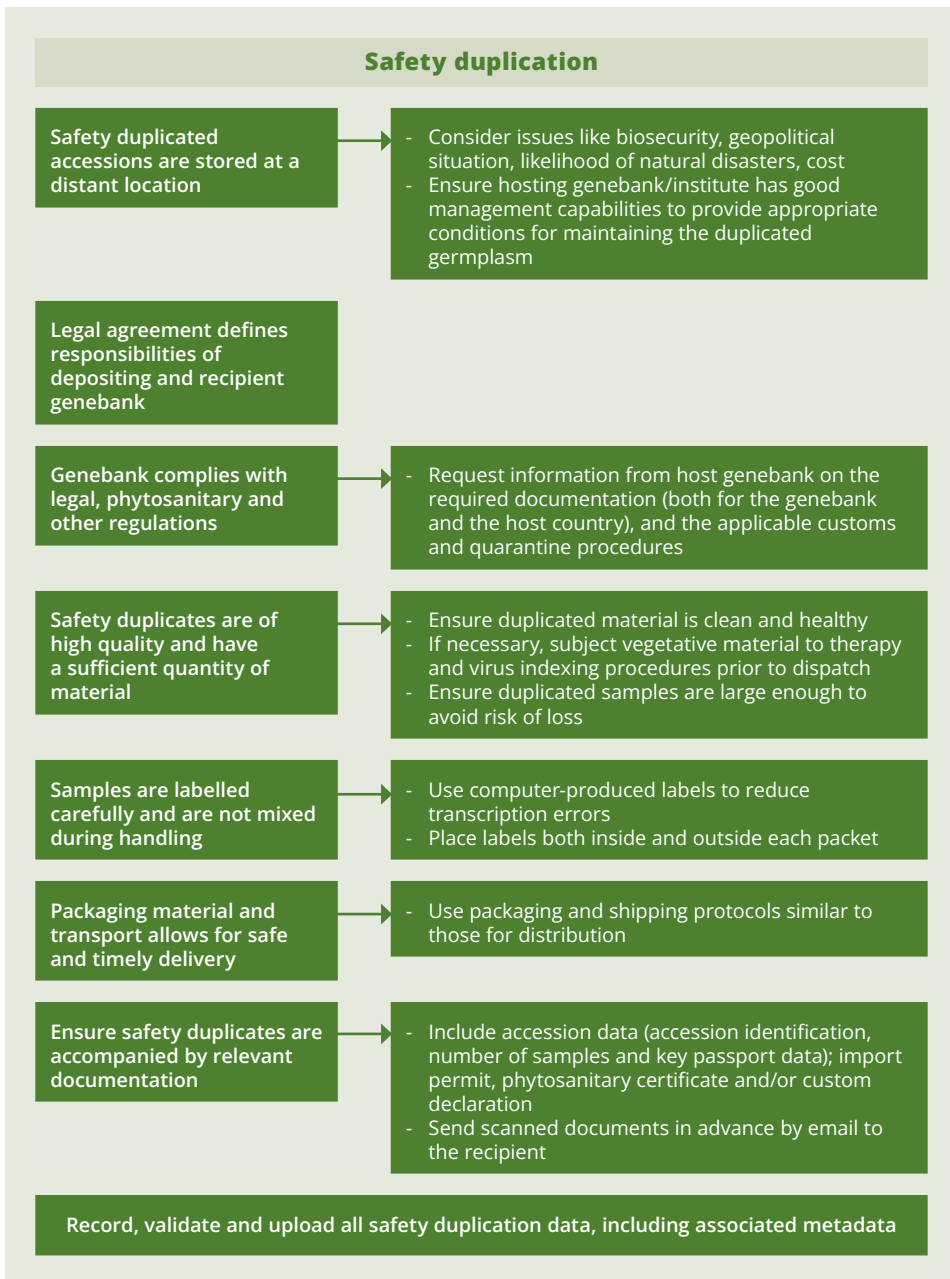 Safety duplication
Safety duplicated
accessions are stored at a
distant location
- Consider issues like biosecurity, geopolitical
situation, likelihood of natural disasters, cost
- Ensure hosting genebank/institute has good
management capabilities to provide appropriate
conditions for maintaining the duplicated
germplasm
Legal agreement defines
responsibilities of
depositing and recipient
genebank
Genebank complies with
legal, phytosanitary and
other regulations
- Request information from host genebank on the
required documentation (both for the genebank
and the host country), and the applicable customs
and quarantine procedures
Safety duplicates are of
high quality and have
a sufficient quantity of
material
- Ensure duplicated material is clean and healthy
- If necessary, subject vegetative material to therapy
and virus indexing procedures prior to dispatch
- Ensure duplicated samples are large enough to
avoid risk of loss
Samples are labelled
carefully and are not mixed
during handling
- Use computer-produced labels to reduce
transcription errors
- Place labels both inside and outside each packet
Packaging material and
transport allows for safe
and timely delivery
- Use packaging and shipping protocols similar to
those for distribution
Ensure safety duplicates are
accompanied by relevant
documentation
- Include accession data (accession identification,
number of samples and key passport data); import
permit, phytosanitary certificate and/or custom
declaration
- Send scanned documents in advance by email to
the recipient
Record, validate and upload all safety duplication data, including associated metadata